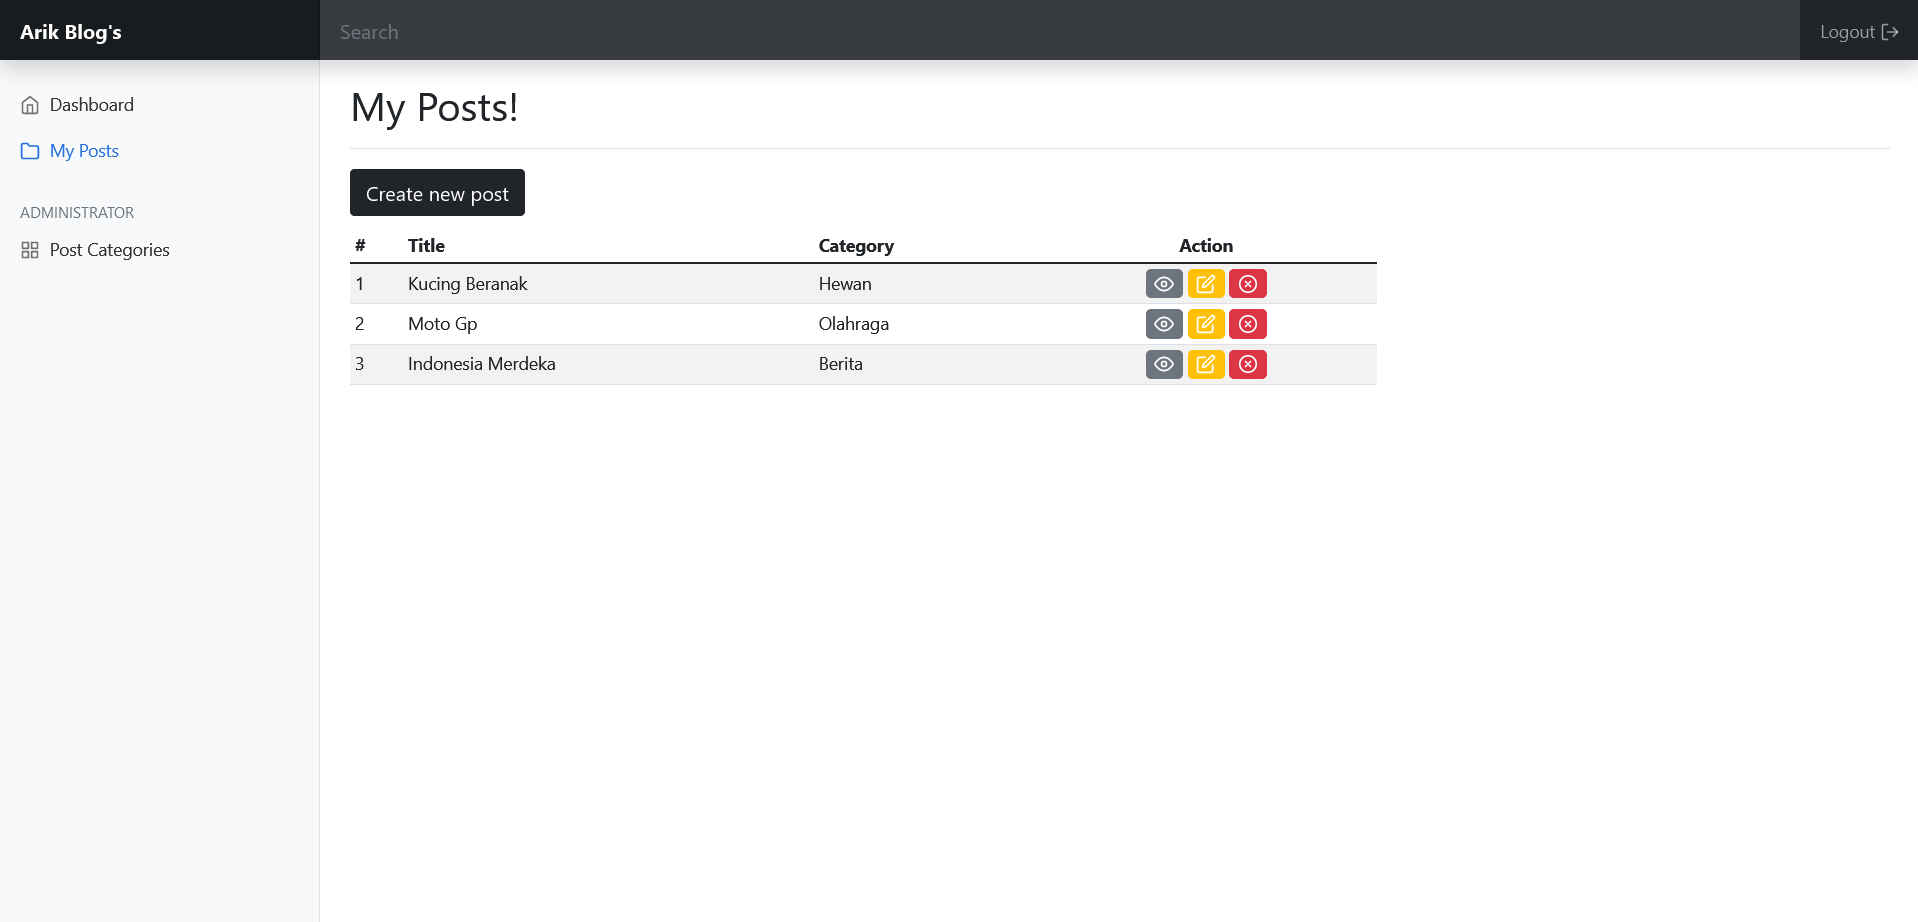 Arik Blog's
Search
Logout
Dashboard
My Posts
ADMINISTRATOR
Post Categories
My Posts!
Create new post
# Title Category Action
1 Kucing Beranak Hewan
2 Moto Gp Olahraga
3 Indonesia Merdeka Berita